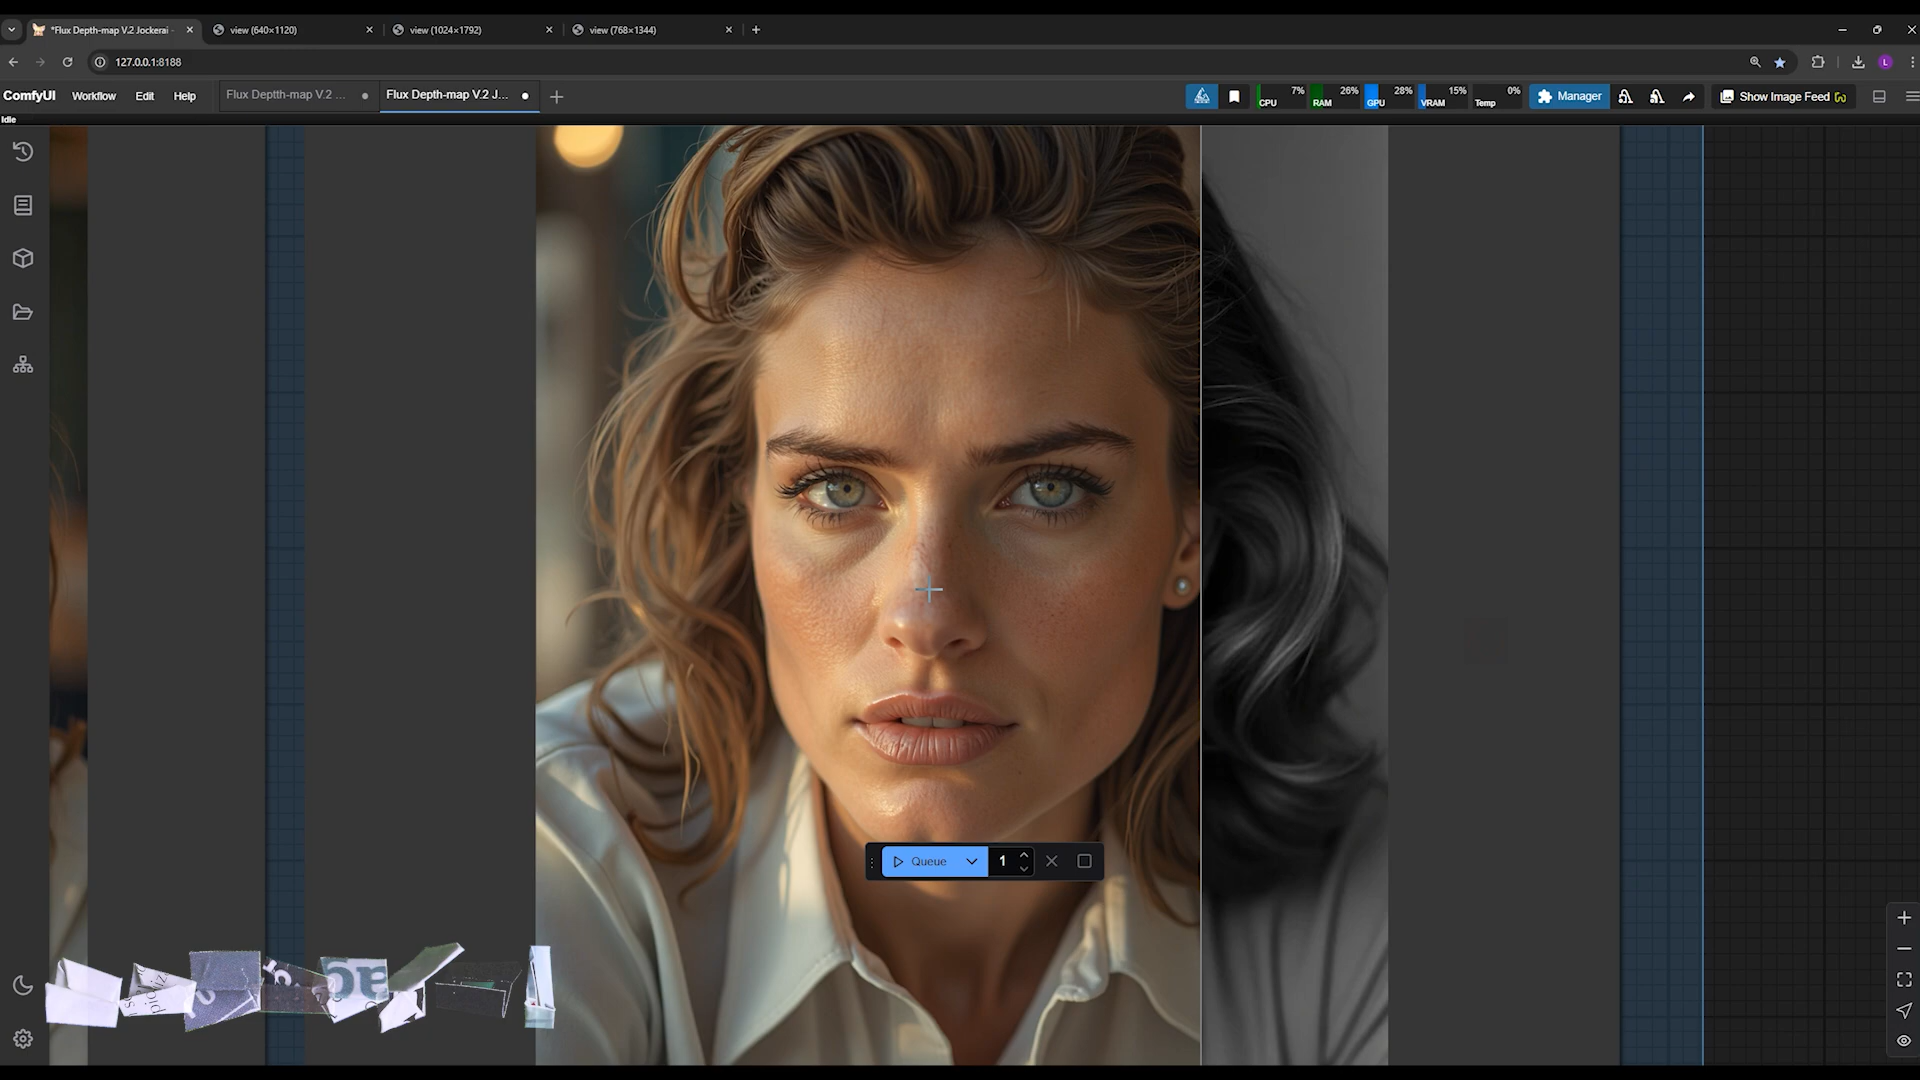 *Flux Depth-map V.2 Jockerai
view (640×1120)
view (1024×1792)
view (768×1344)
127.0.0.1:8188
L
ComfyUI
Workflow
Edit
Help
Flux Deptth-map V.2 ...
Flux Depth-map V.2 J...
CPU
7%
RAM
26%
GPU
28%
VRAM
15%
Temp
0%
Manager
Show Image Feed
Idle
Queue
1